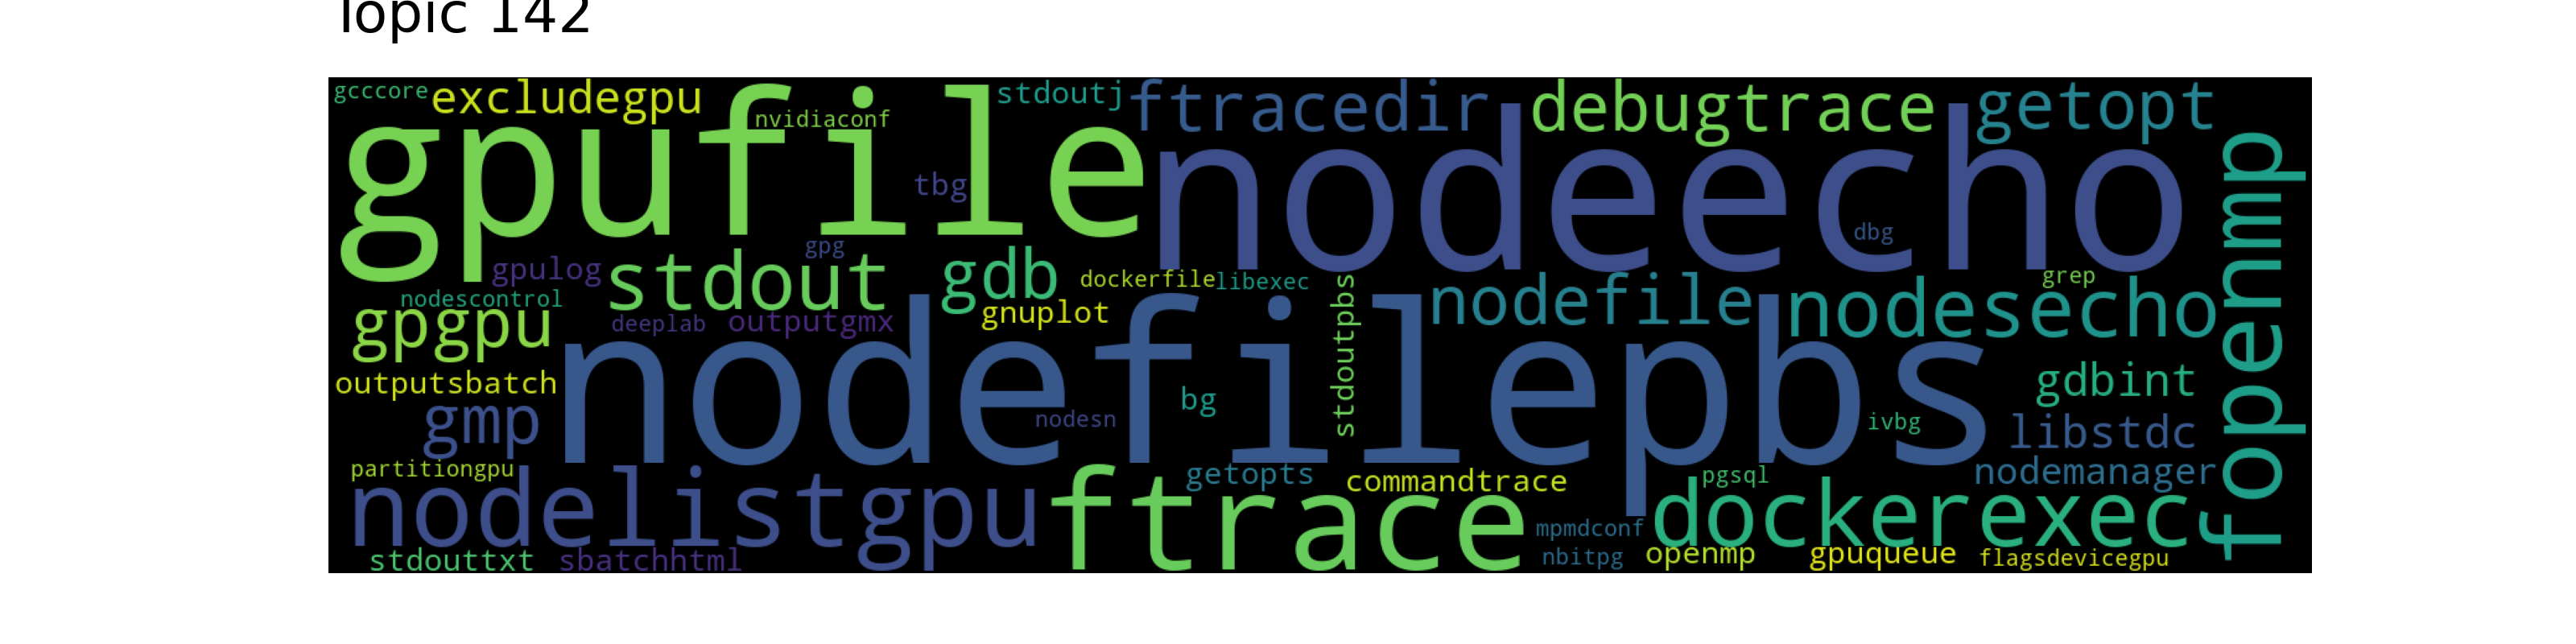 Topic 142
gcccore excludegpu stdoutj ftracedir debugtrace getopt
gpufile nvidiaconf
nodeecho
tbg
dbg
fopenmp
gpg
gpulog stdout gdb dockerfile libexec grep
nodescontrol gnuplot nodefile nodesecho
gpgpu deeplab outputgmx stdoutpbs
nodefilepbs
outputsbatch bg gdbint
gmp nodesn ivbg libstdc
partitiongpu getopts commandtrace pgsql nodemanager
nodelistgpu ftrace dockerexec
mpmdconf
stdouttxt sbatchhtml nbitpg openmp gpuqueue flagsdevicegpu